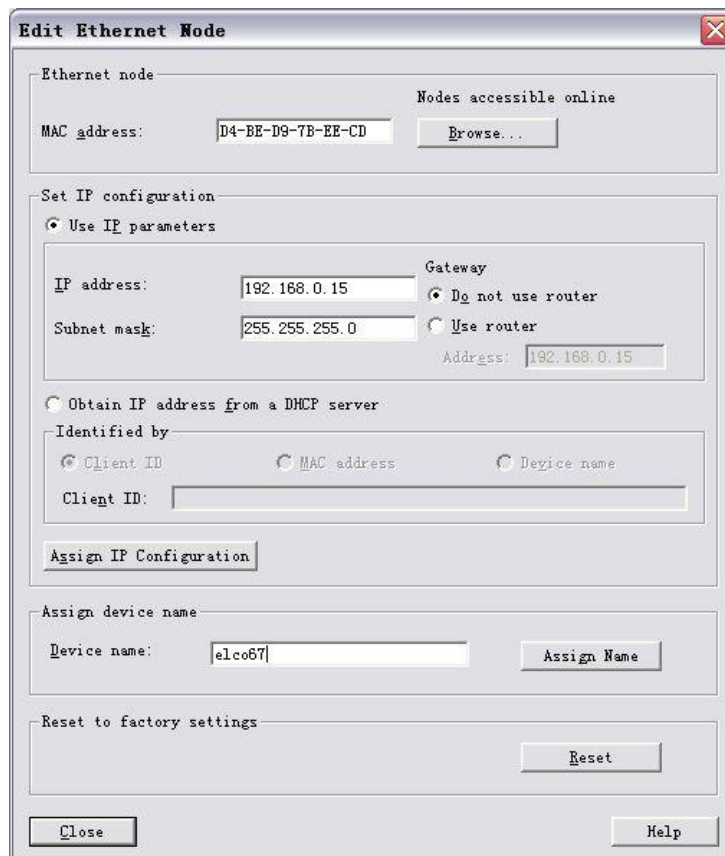 Edit Ethernet Node
Ethernet node
Nodes accessible online
MAC address: D4-BE-D9-7B-EE-CD Browse...
Set IP configuration
Use IP parameters
Gateway
IP address: 192.168.0.15 Do not use router
Subnet mask: 255.255.255.0 Use router
Address: 192.168.0.15
Obtain IP address from a DHCP server
Identified by
Client ID MAC address Device name
Client ID:
Assign IP Configuration
Assign device name
Device name: elco67 Assign Name
Reset to factory settings
Reset
Close Help